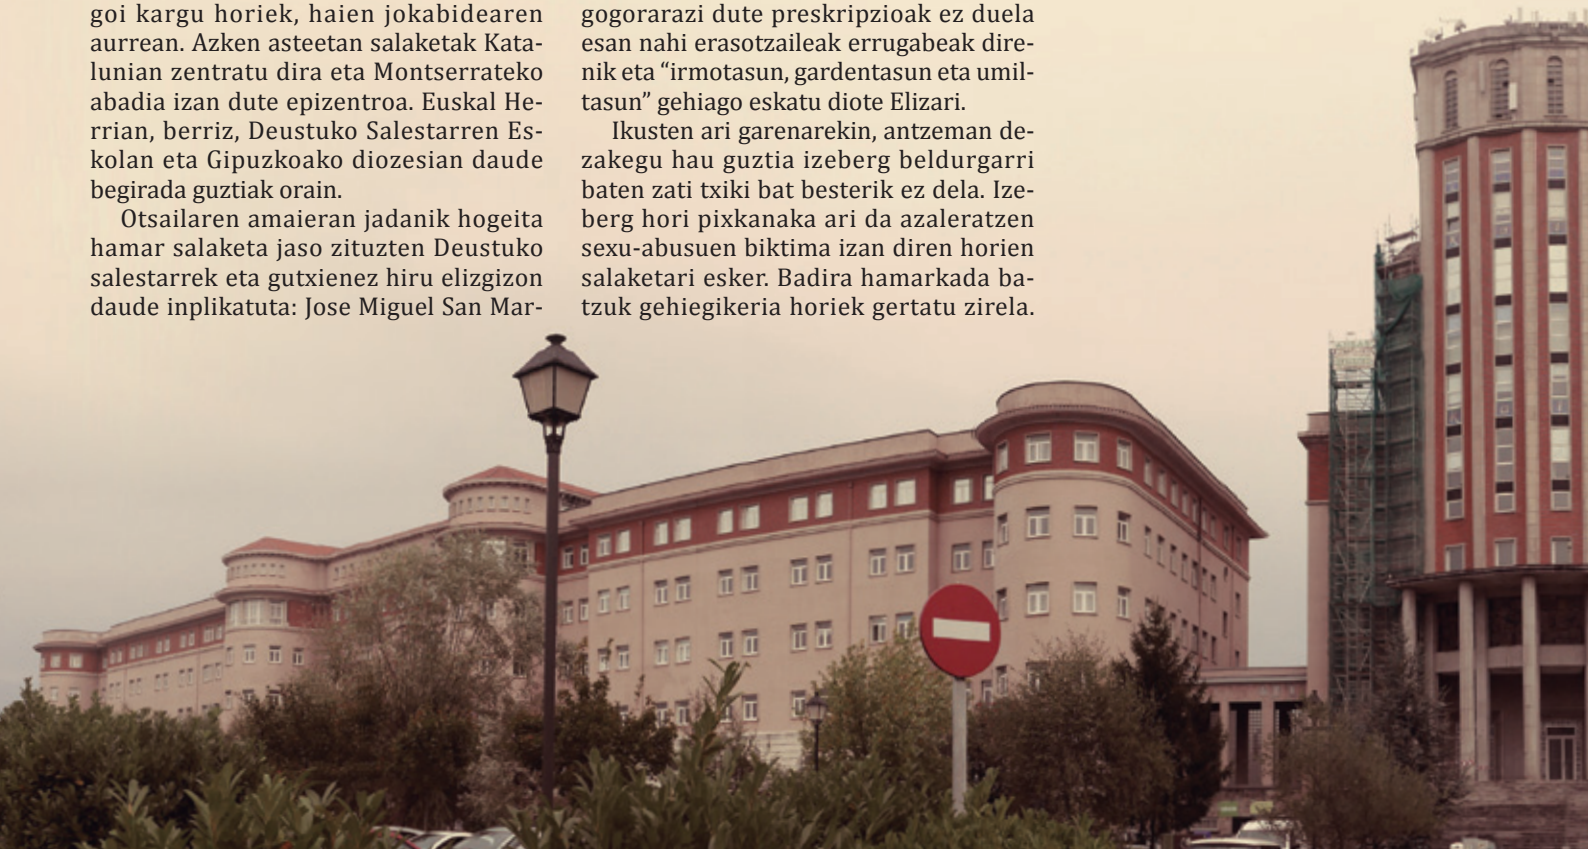 goi kargu horiek, haien jokabidearen
aurrean. Azken asteetan salaketak Kata-
lunian zentratu dira eta Montserrateko
abadia izan dute epizentroa. Euskal He-
rrian, berriz, Deustuko Salestarren Es-
kolan eta Gipuzkoako diozesian daude
begirada guztiak orain.
Otsailaren amaieran jadanik hogeita
hamar salaketa jaso zituzten Deustuko
salestarrek eta gutxienez hiru elizgizon
daude inplikatuta: Jose Miguel San Mar-
gogorarazi dute preskripzioak ez duela
esan nahi erasotzaileak errugabeak dire-
nik eta “irmotasun, gardentasun eta umil-
tasun” gehiago eskatu diote Elizari.
Ikusten ari garenarekin, antzeman de-
zakegu hau guztia izeberg beldurgarri
baten zati txiki bat besterik ez dela. Ize-
berg hori pixkanaka ari da azaleratzen
sexu-abusuen biktima izan diren horien
salaketari esker. Badira hamarkada ba-
tzuk gehiegikeria horiek gertatu zirela.